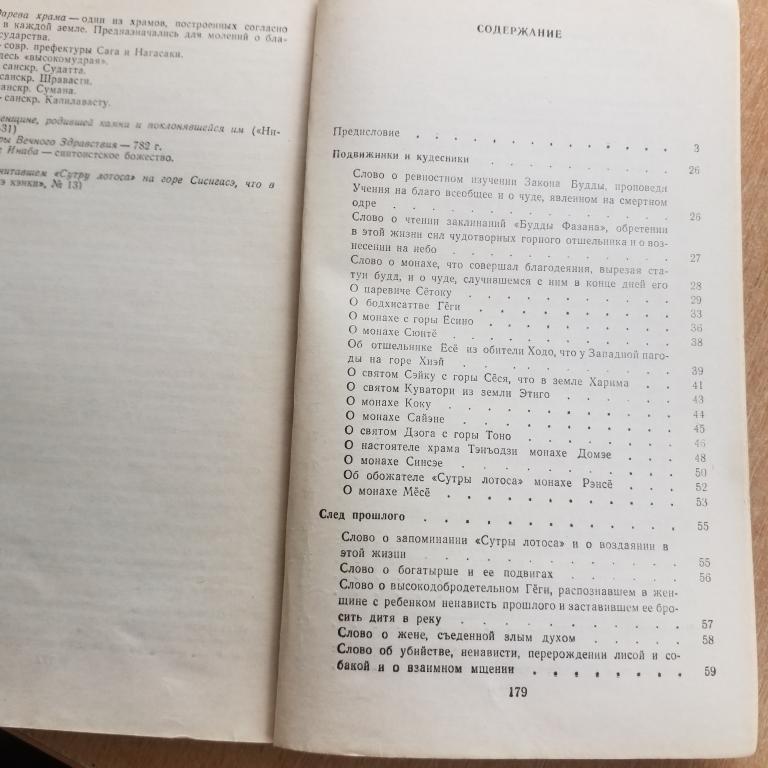 рева храма — один из храмов, построенных согласно
в каждой земле. Предназначались для молений о бла-
сударства.
— совр. префектуры Сага и Нагасаки.
десь «высокомудрая».
санскр. Судатта.
санскр. Шравасти.
санскр. Сумана.
— санскр. Капилавасту.
енщине, родившей камни и поклонявшейся им («Ни-
31)
ры Вечного Здравствия — 782 г.
Инаба — синтоистское божество.
читавшем «Сутру лотоса» на горе Сисигасэ, что в
э кэнки», № 13)
СОДЕРЖАНИЕ
Предисловие . . . . . . . . . . 3
Подвижники и кудесники . . . . . . . 26
Слово о ревностном изучении Закона Будды, проповеди
Учения на благо всеобщее и о чуде, явленном на смертном
одре . . . . . . . . . . 26
Слово о чтении заклинаний «Будды Фазана», обретении
в этой жизни сил чудотворных горного отшельника и о воз-
несении на небо . . . . . . . . 27
Слово о монахе, что совершал благодеяния, вырезая ста-
туи будд, и о чуде, случившемся с ним в конце дней его 28
О царевиче Сётоку . . . . . . . . 29
О бодхисаттве Гёги . . . . . . . . 33
О монахе с горы Ёсино . . . . . . . 36
О монахе Сюнтё . . . . . . . . 38
Об отшельнике Ёсё из обители Ходо, что у Западной паго-
ды на горе Хиэй . . . . . . . . 39
О святом Сэйку с горы Сёся, что в земле Харима . . 41
О святом Куватори из земли Этиго . . . . . 43
О монахе Коку . . . . . . . . . 44
О монахе Сайэне . . . . . . . . 45
О святом Дзога с горы Тоно . . . . . . 46
О настоятеле храма Тэнъодзи монахе Домэе . . . 48
О монахе Синсэе . . . . . . . . 50
Об обожателе «Сутры лотоса» монахе Рэнсё . . . 52
О монахе Мёсё . . . . . . . . . 53
След прошлого . . . . . . . . . . 55
Слово о запоминании «Сутры лотоса» и о воздаянии в
этой жизни . . . . . . . . . . 55
Слово о богатырше и ее подвигах . . . . . 56
Слово о высокодобродетельном Гёги, распознавшем в жен-
щине с ребенком ненависть прошлого и заставившем ее бро-
сить дитя в реку . . . . . . . . 57
Слово о жене, съеденной злым духом . . . . 58
Слово об убийстве, ненависти, перерождении лисой и со-
бакой и о взаимном мщении . . . . . . . 59
179